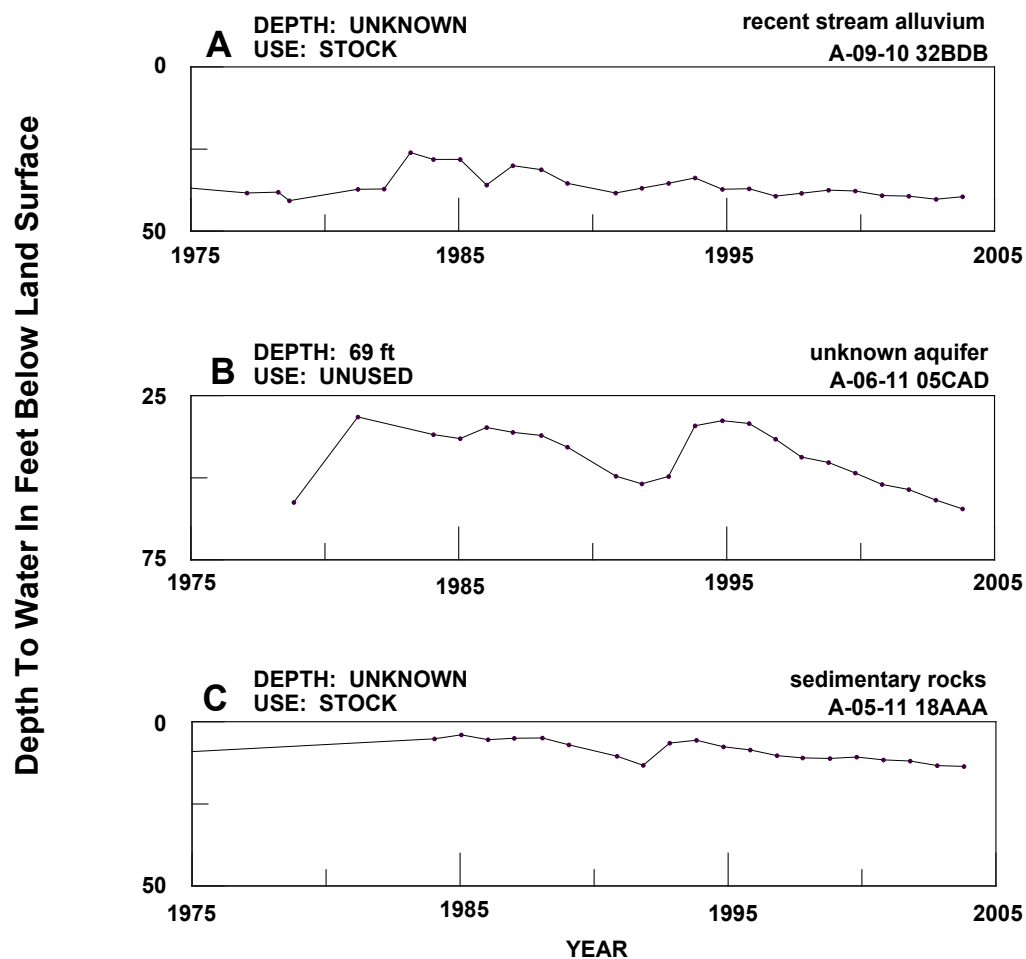 Depth To Water In Feet Below Land Surface
A
DEPTH: UNKNOWN
USE: STOCK
recent stream alluvium
A-09-10 32BDB
0
50
1975
1985
1995
2005
B
DEPTH: 69 ft
USE: UNUSED
unknown aquifer
A-06-11 05CAD
25
75
1975
1985
1995
2005
C
DEPTH: UNKNOWN
USE: STOCK
sedimentary rocks
A-05-11 18AAA
0
50
1975
1985
1995
2005
YEAR